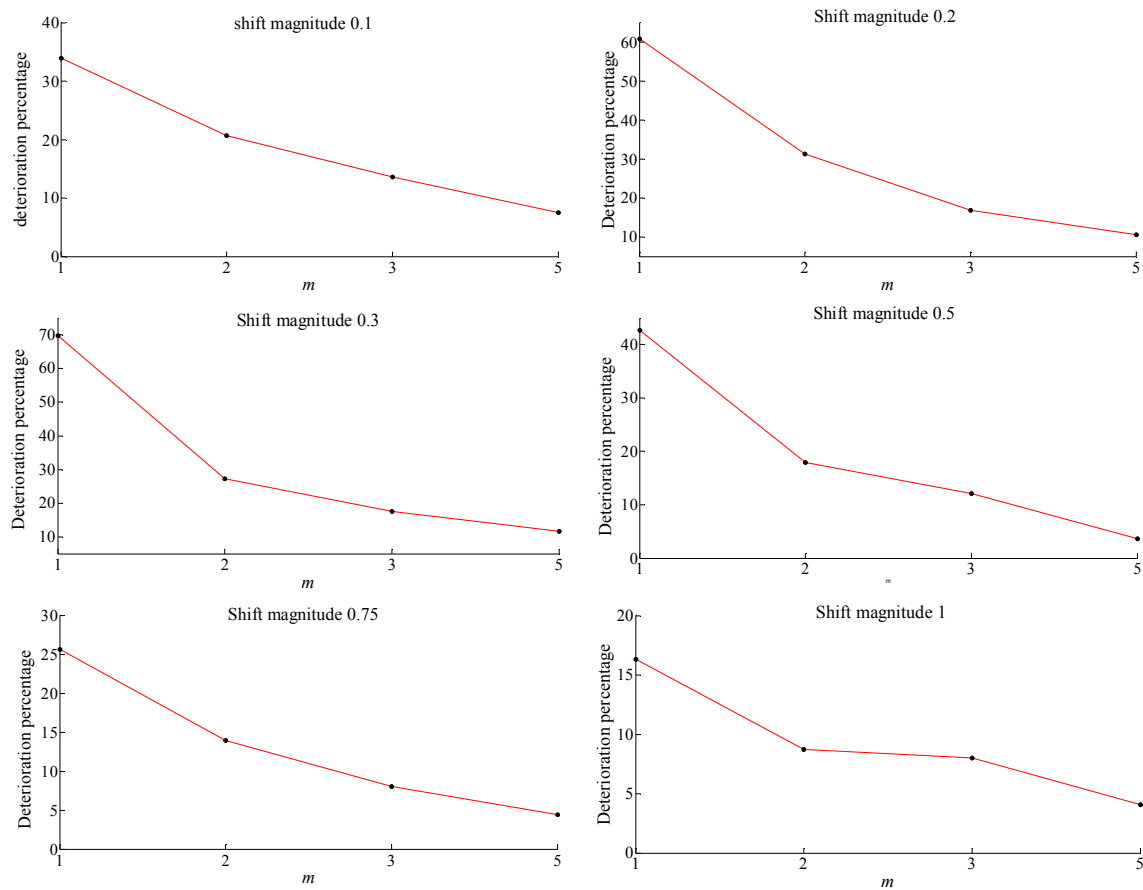 shift magnitude 0.1
deterioration percentage
40
30
20
10
0
1 2 3 5
m
Shift magnitude 0.2
Deterioration percentage
60
50
40
30
20
10
1 2 3 5
m
Shift magnitude 0.3
Deterioration percentage
70
60
50
40
30
20
10
1 2 3 5
m
Shift magnitude 0.5
Deterioration percentage
40
30
20
10
0
1 2 3 5
m
Shift magnitude 0.75
Deterioration percentage
30
25
20
15
10
5
0
1 2 3 5
m
Shift magnitude 1
Deterioration percentage
20
15
10
5
0
1 2 3 5
m